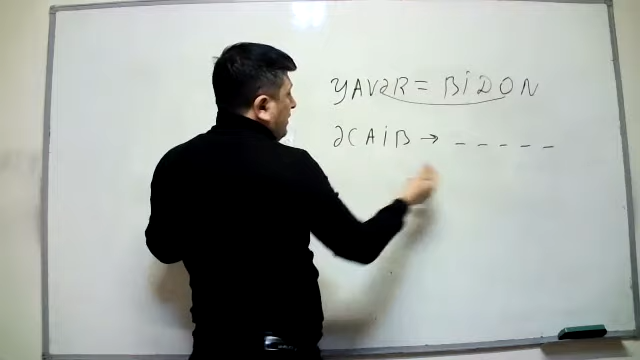 YAVƏR = BİDON
ƏCAİB → _ _ _ _ _